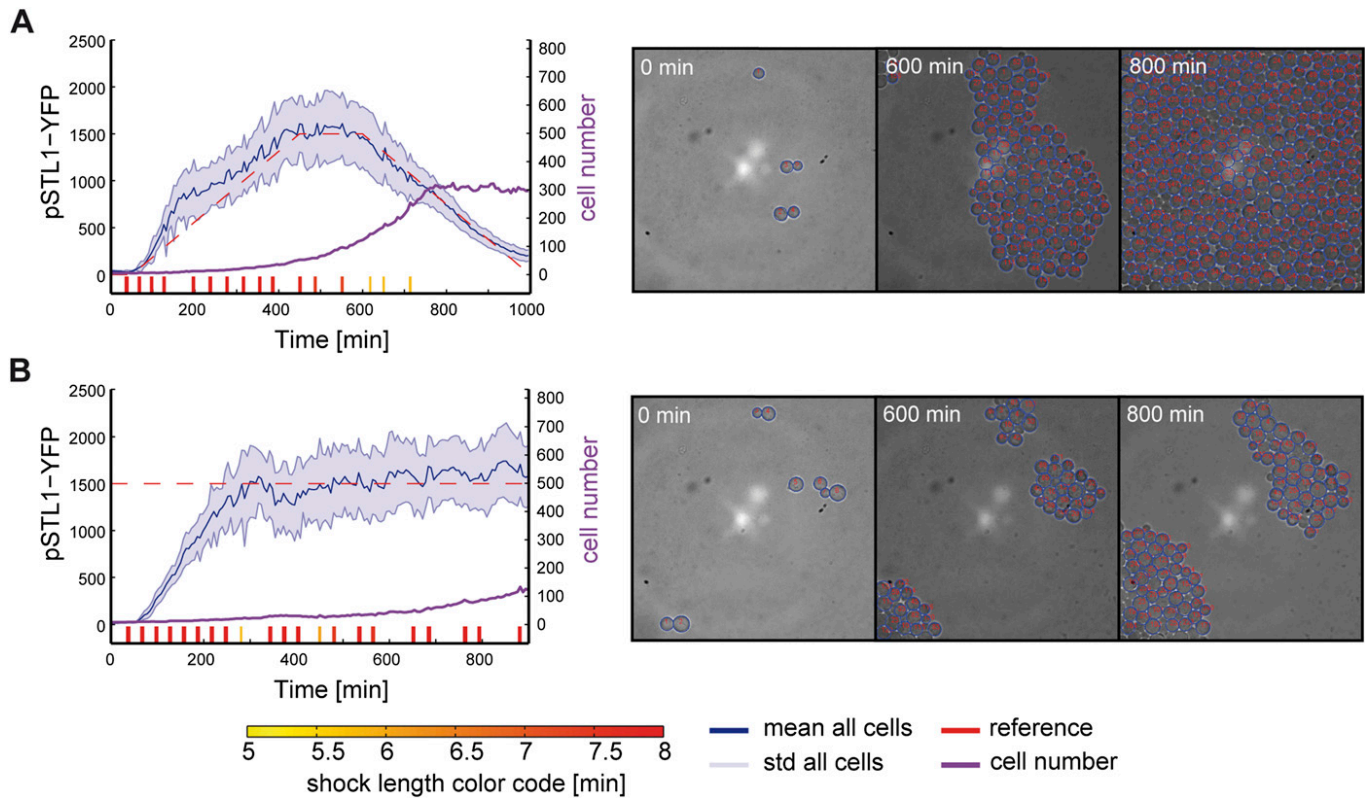 A
2500
2000
1500
1000
500
0
pSTL1−YFP
800
700
600
500
400
300
200
100
0
cell number
0
200
400
600
800
1000
Time [min]
0 min
600 min
800 min
B
2500
2000
1500
1000
500
0
pSTL1−YFP
800
700
600
500
400
300
200
100
0
cell number
0
200
400
600
800
Time [min]
0 min
600 min
800 min
5
5.5
6
6.5
7
7.5
8
shock length color code [min]
mean all cells
reference
std all cells
cell number